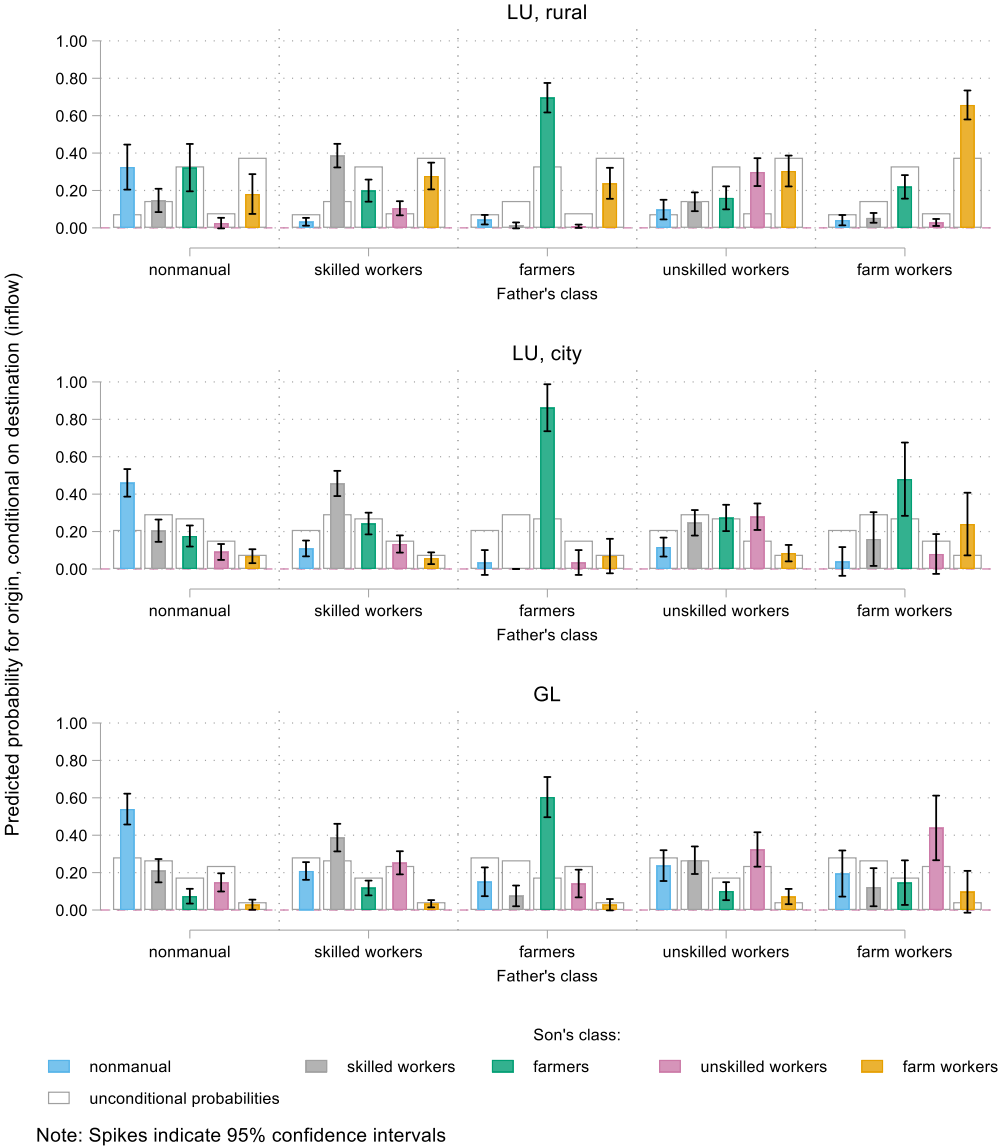 LU, rural
1.00
0.80
0.60
0.40
0.20
0.00
nonmanual skilled workers farmers unskilled workers farm workers
Father's class
Predicted probability for origin, conditional on destination (inflow)
LU, city
1.00
0.80
0.60
0.40
0.20
0.00
nonmanual skilled workers farmers unskilled workers farm workers
Father's class
GL
1.00
0.80
0.60
0.40
0.20
0.00
nonmanual skilled workers farmers unskilled workers farm workers
Father's class
Son's class:
nonmanual skilled workers farmers unskilled workers farm workers
unconditional probabilities
Note: Spikes indicate 95% confidence intervals